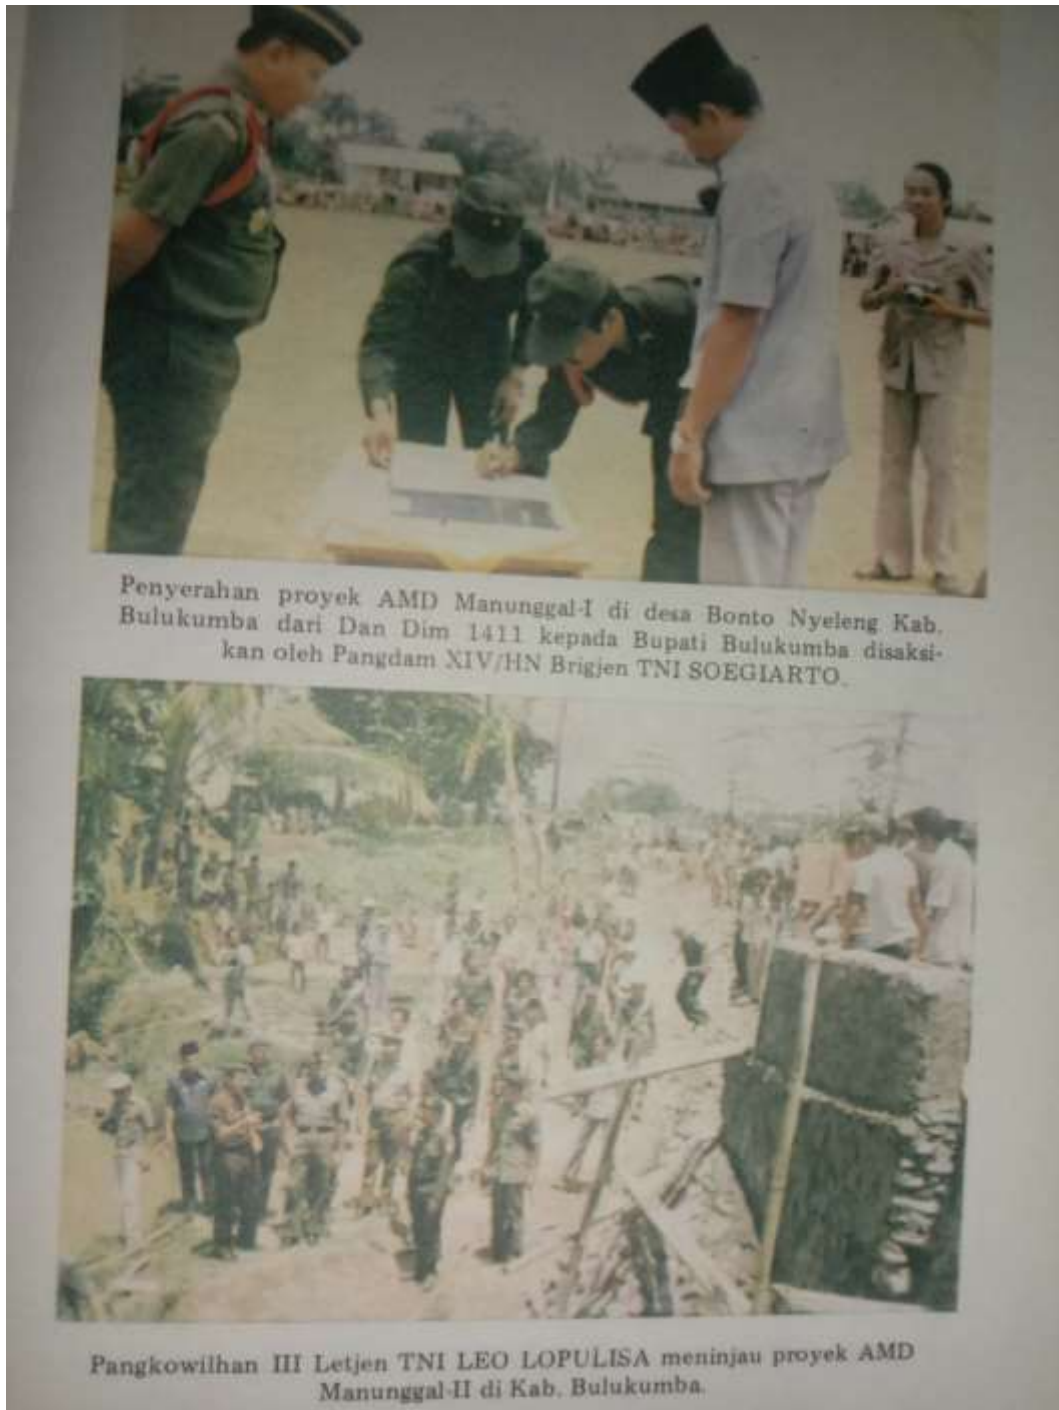 Penyerahan proyek AMD Manunggal-I di desa Bonto Nyeleng Kab.
Bulukumba dari Dan Dim 1411 kepada Bupati Bulukumba disaksi-
kan oleh Pangdam XIV/HN Brigjen TNI SOEGIARTO.
Pangkowilhan III Letjen TNI LEO LOPULISA meninjau proyek AMD
Manunggal-II di Kab. Bulukumba.